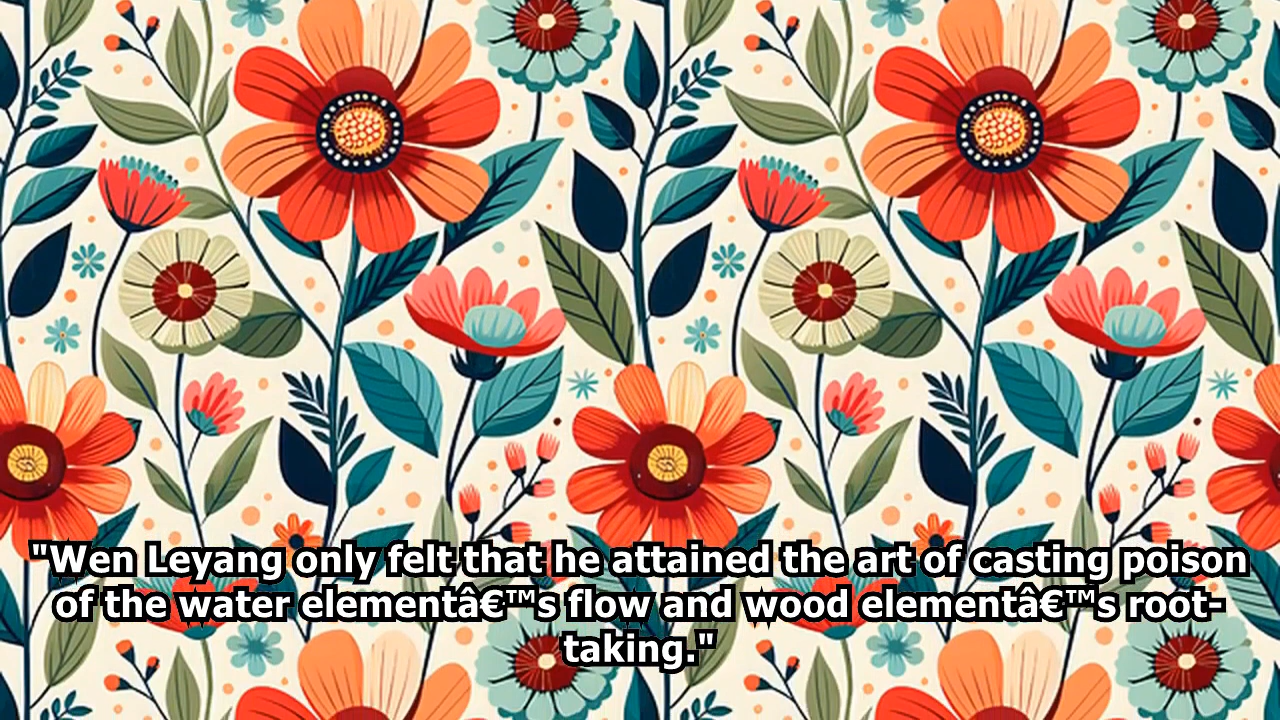 "Wen Leyang only felt that he attained the art of casting poison
of the water elementâ€™s flow and wood elementâ€™s root-
taking."